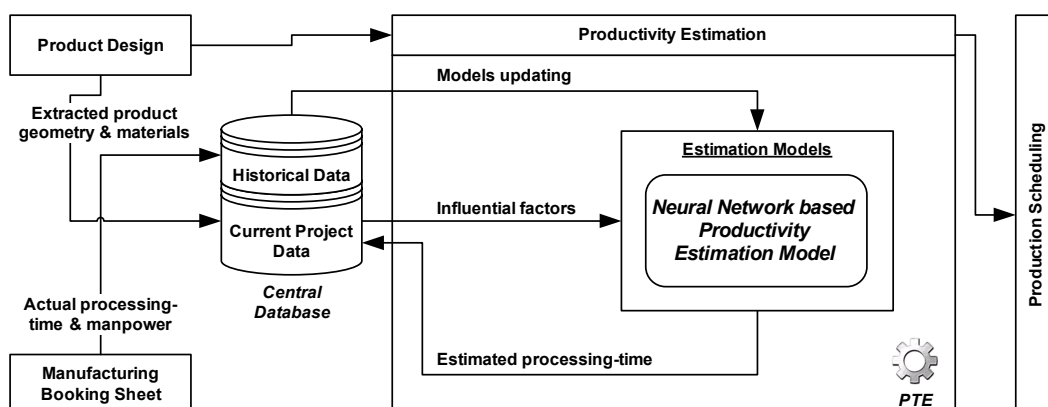 Product Design
Productivity Estimation
Models updating
Extracted product
geometry & materials
Estimation Models
Historical Data
Neural Network based
Productivity
Estimation Model
Influential factors
Current Project
Data
Central
Database
Actual processing-
time & manpower
Estimated processing-time
Manufacturing
Booking Sheet
PTE
Production Scheduling